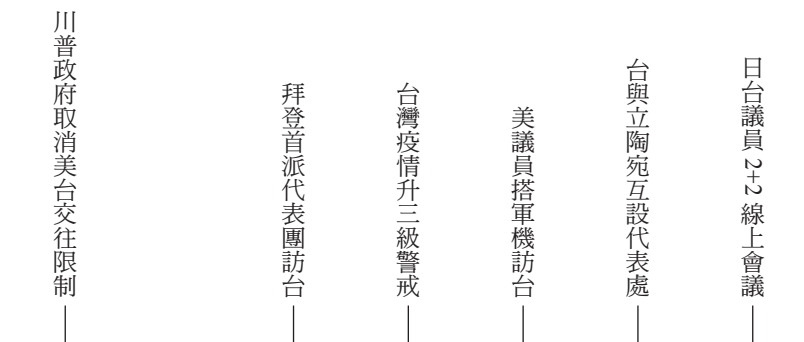 川普政府取消美台交往限制
拜登首派代表團訪台
台灣疫情升三級警戒
美議員搭軍機訪台
台與立陶宛互設代表處
日台議員 2+2 線上會議